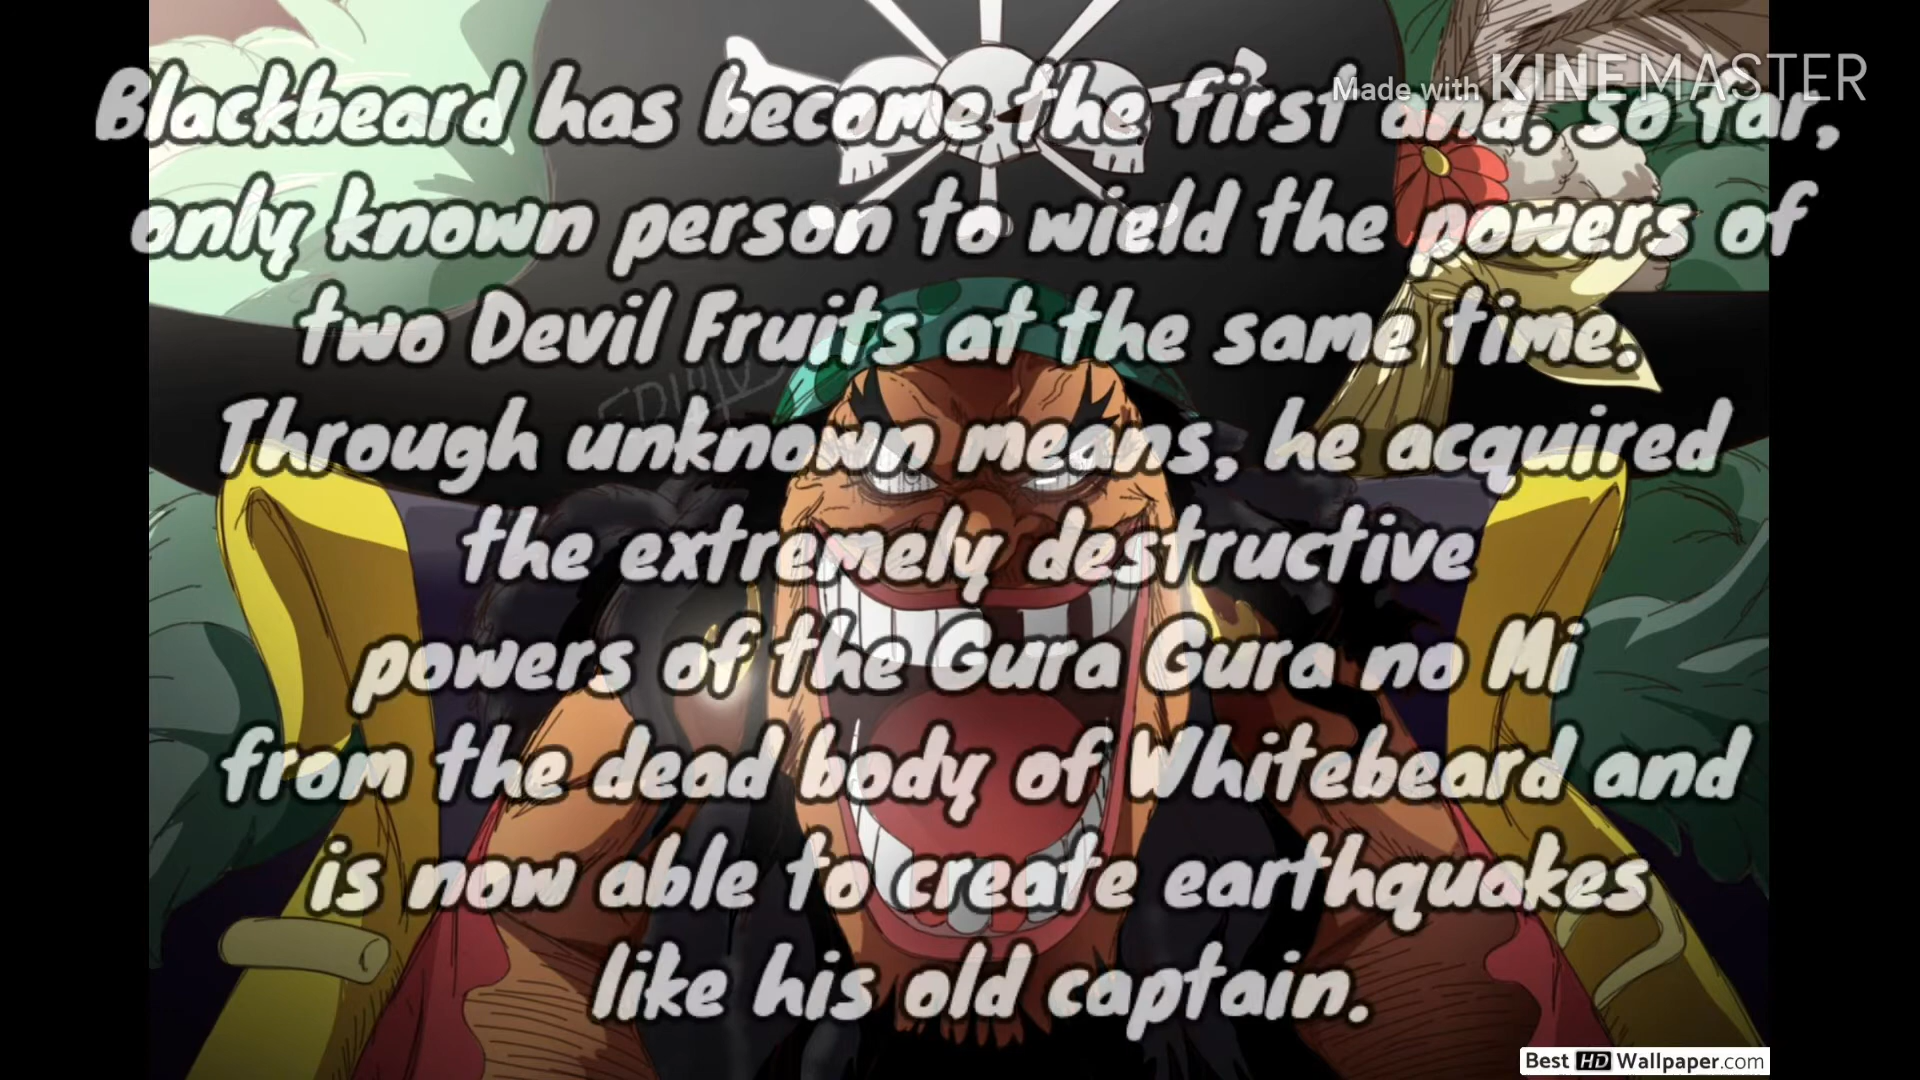 Made with KINEMASTER
Blackbeard has become the first and, so far,
only known person to wield the powers of
two Devil Fruits at the same time.
Through unknown means, he acquired
the extremely destructive
powers of the Gura Gura no Mi
from the dead body of Whitebeard and
is now able to create earthquakes
like his old captain.
Best HD Wallpaper.com